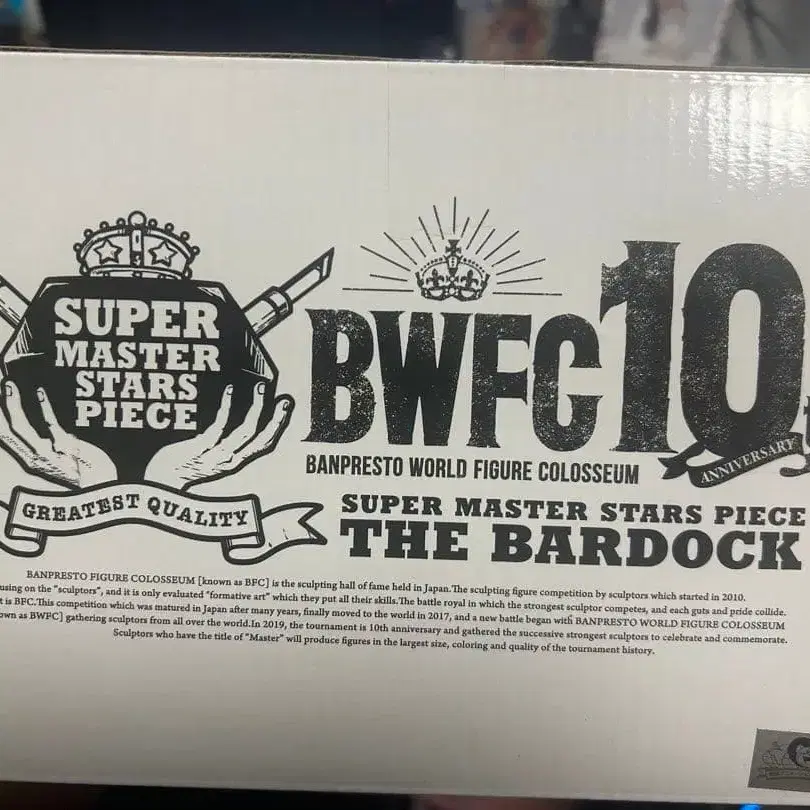 SUPER
MASTER
STARS
PIECE
GREATEST QUALITY
BWFC10
ANNIVERSARY
BANPRESTO WORLD FIGURE COLOSSEUM
SUPER MASTER STARS PIECE
THE BARDOCK
BANPRESTO FIGURE COLOSSEUM [known as BFC] is the sculpting hall of fame held in Japan.The sculpting figure competition by sculptors which started in 2010.
using on the "sculptors", and it is only evaluated "formative art" which they put all their skills.The battle royal in which the strongest sculptor competes, and each guts and pride collide.
t is BFC.This competition which was matured in Japan after many years, finally moved to the world in 2017, and a new battle began with BANPRESTO WORLD FIGURE COLOSSEUM
own as BWFC] gathering sculptors from all over the world.In 2019, the tournament is 10th anniversary and gathered the successive strongest sculptors to celebrate and commemorate.
Sculptors who have the title of "Master" will produce figures in the largest size, coloring and quality of the tournament history.